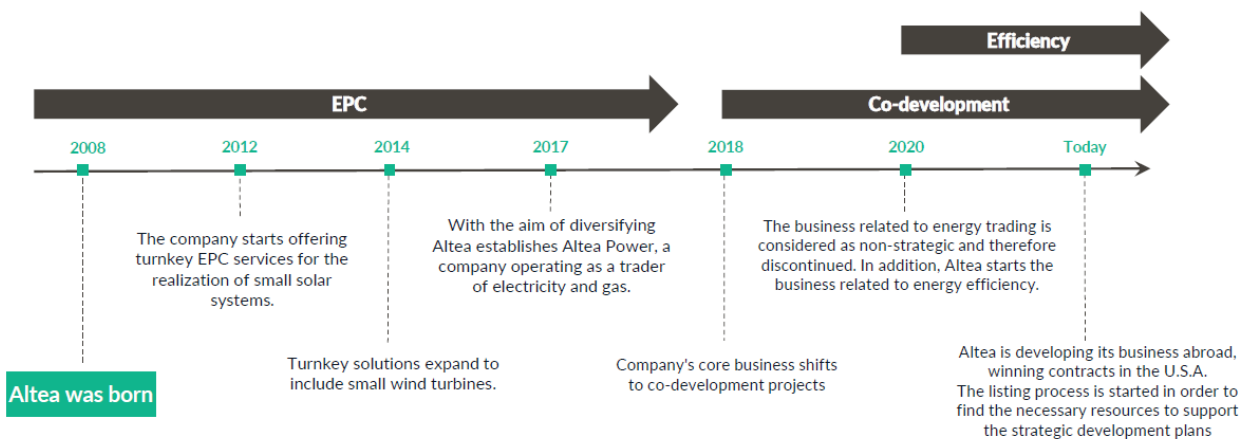 Efficiency
EPC
Co-development
2008
2012
2014
2017
2018
2020
Today
The company starts offering
turnkey EPC services for the
realization of small solar
systems.
With the aim of diversifying
Altea establishes Altea Power, a
company operating as a trader
of electricity and gas.
The business related to energy trading is
considered as non-strategic and therefore
discontinued. In addition, Altea starts the
business related to energy efficiency.
Altea was born
Turnkey solutions expand to
include small wind turbines.
Company's core business shifts
to co-development projects
Altea is developing its business abroad,
winning contracts in the U.S.A.
The listing process is started in order to
find the necessary resources to support
the strategic development plans